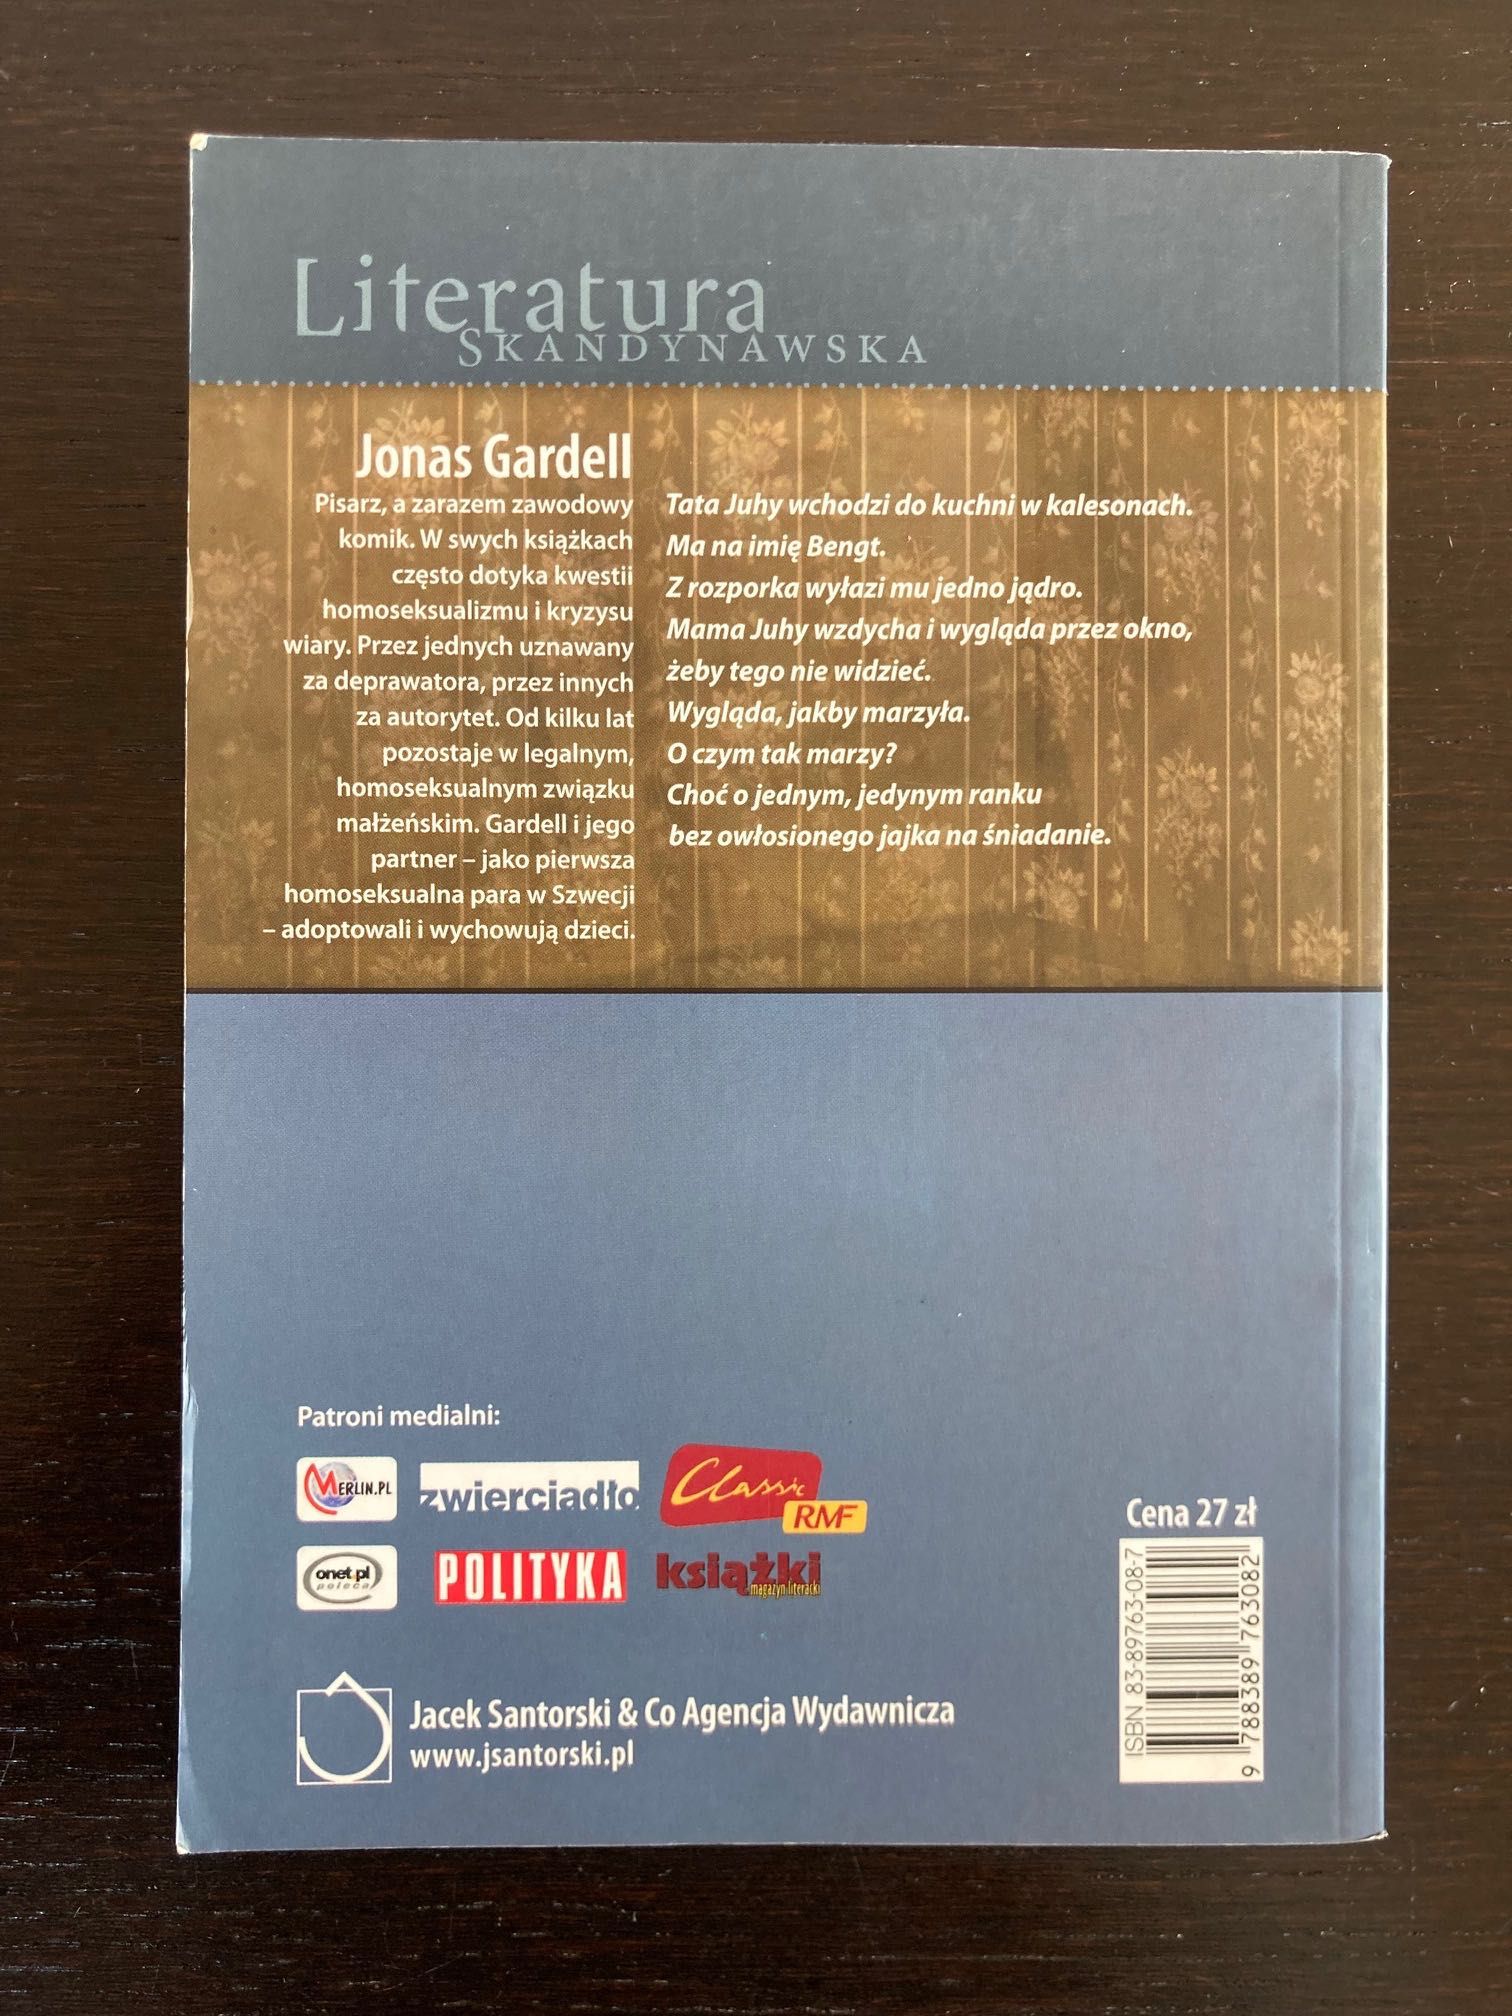 Literatura
SKANDYNAWSKA
Jonas Gardell
Pisarz, a zarazem zawodowy
komik. W swych książkach
często dotyka kwestii
homoseksualizmu i kryzysu
wiary. Przez jednych uznawany
za deprawatora, przez innych
za autorytet. Od kilku lat
pozostaje w legalnym,
homoseksualnym związku
małżeńskim. Gardell i jego
partner – jako pierwsza
homoseksualna para w Szwecji
– adoptowali i wychowują dzieci.
Tata Juhy wchodzi do kuchni w kalesonach.
Ma na imię Bengt.
Z rozporka wyłazi mu jedno jądro.
Mama Juhy wzdycha i wygląda przez okno,
żeby tego nie widzieć.
Wygląda, jakby marzyła.
O czym tak marzy?
Choć o jednym, jedynym ranku
bez owłosionego jajka na śniadanie.
Patroni medialni:
MERLIN.PL
zwierciadło
Classic
RMF
onet.pl
poleca
POLITYKA
książki
magazyn literacki
Jacek Santorski & Co Agencja Wydawnicza
www.jsantorski.pl
Cena 27 zł
ISBN 83-89763-08-7
9 788389 763082